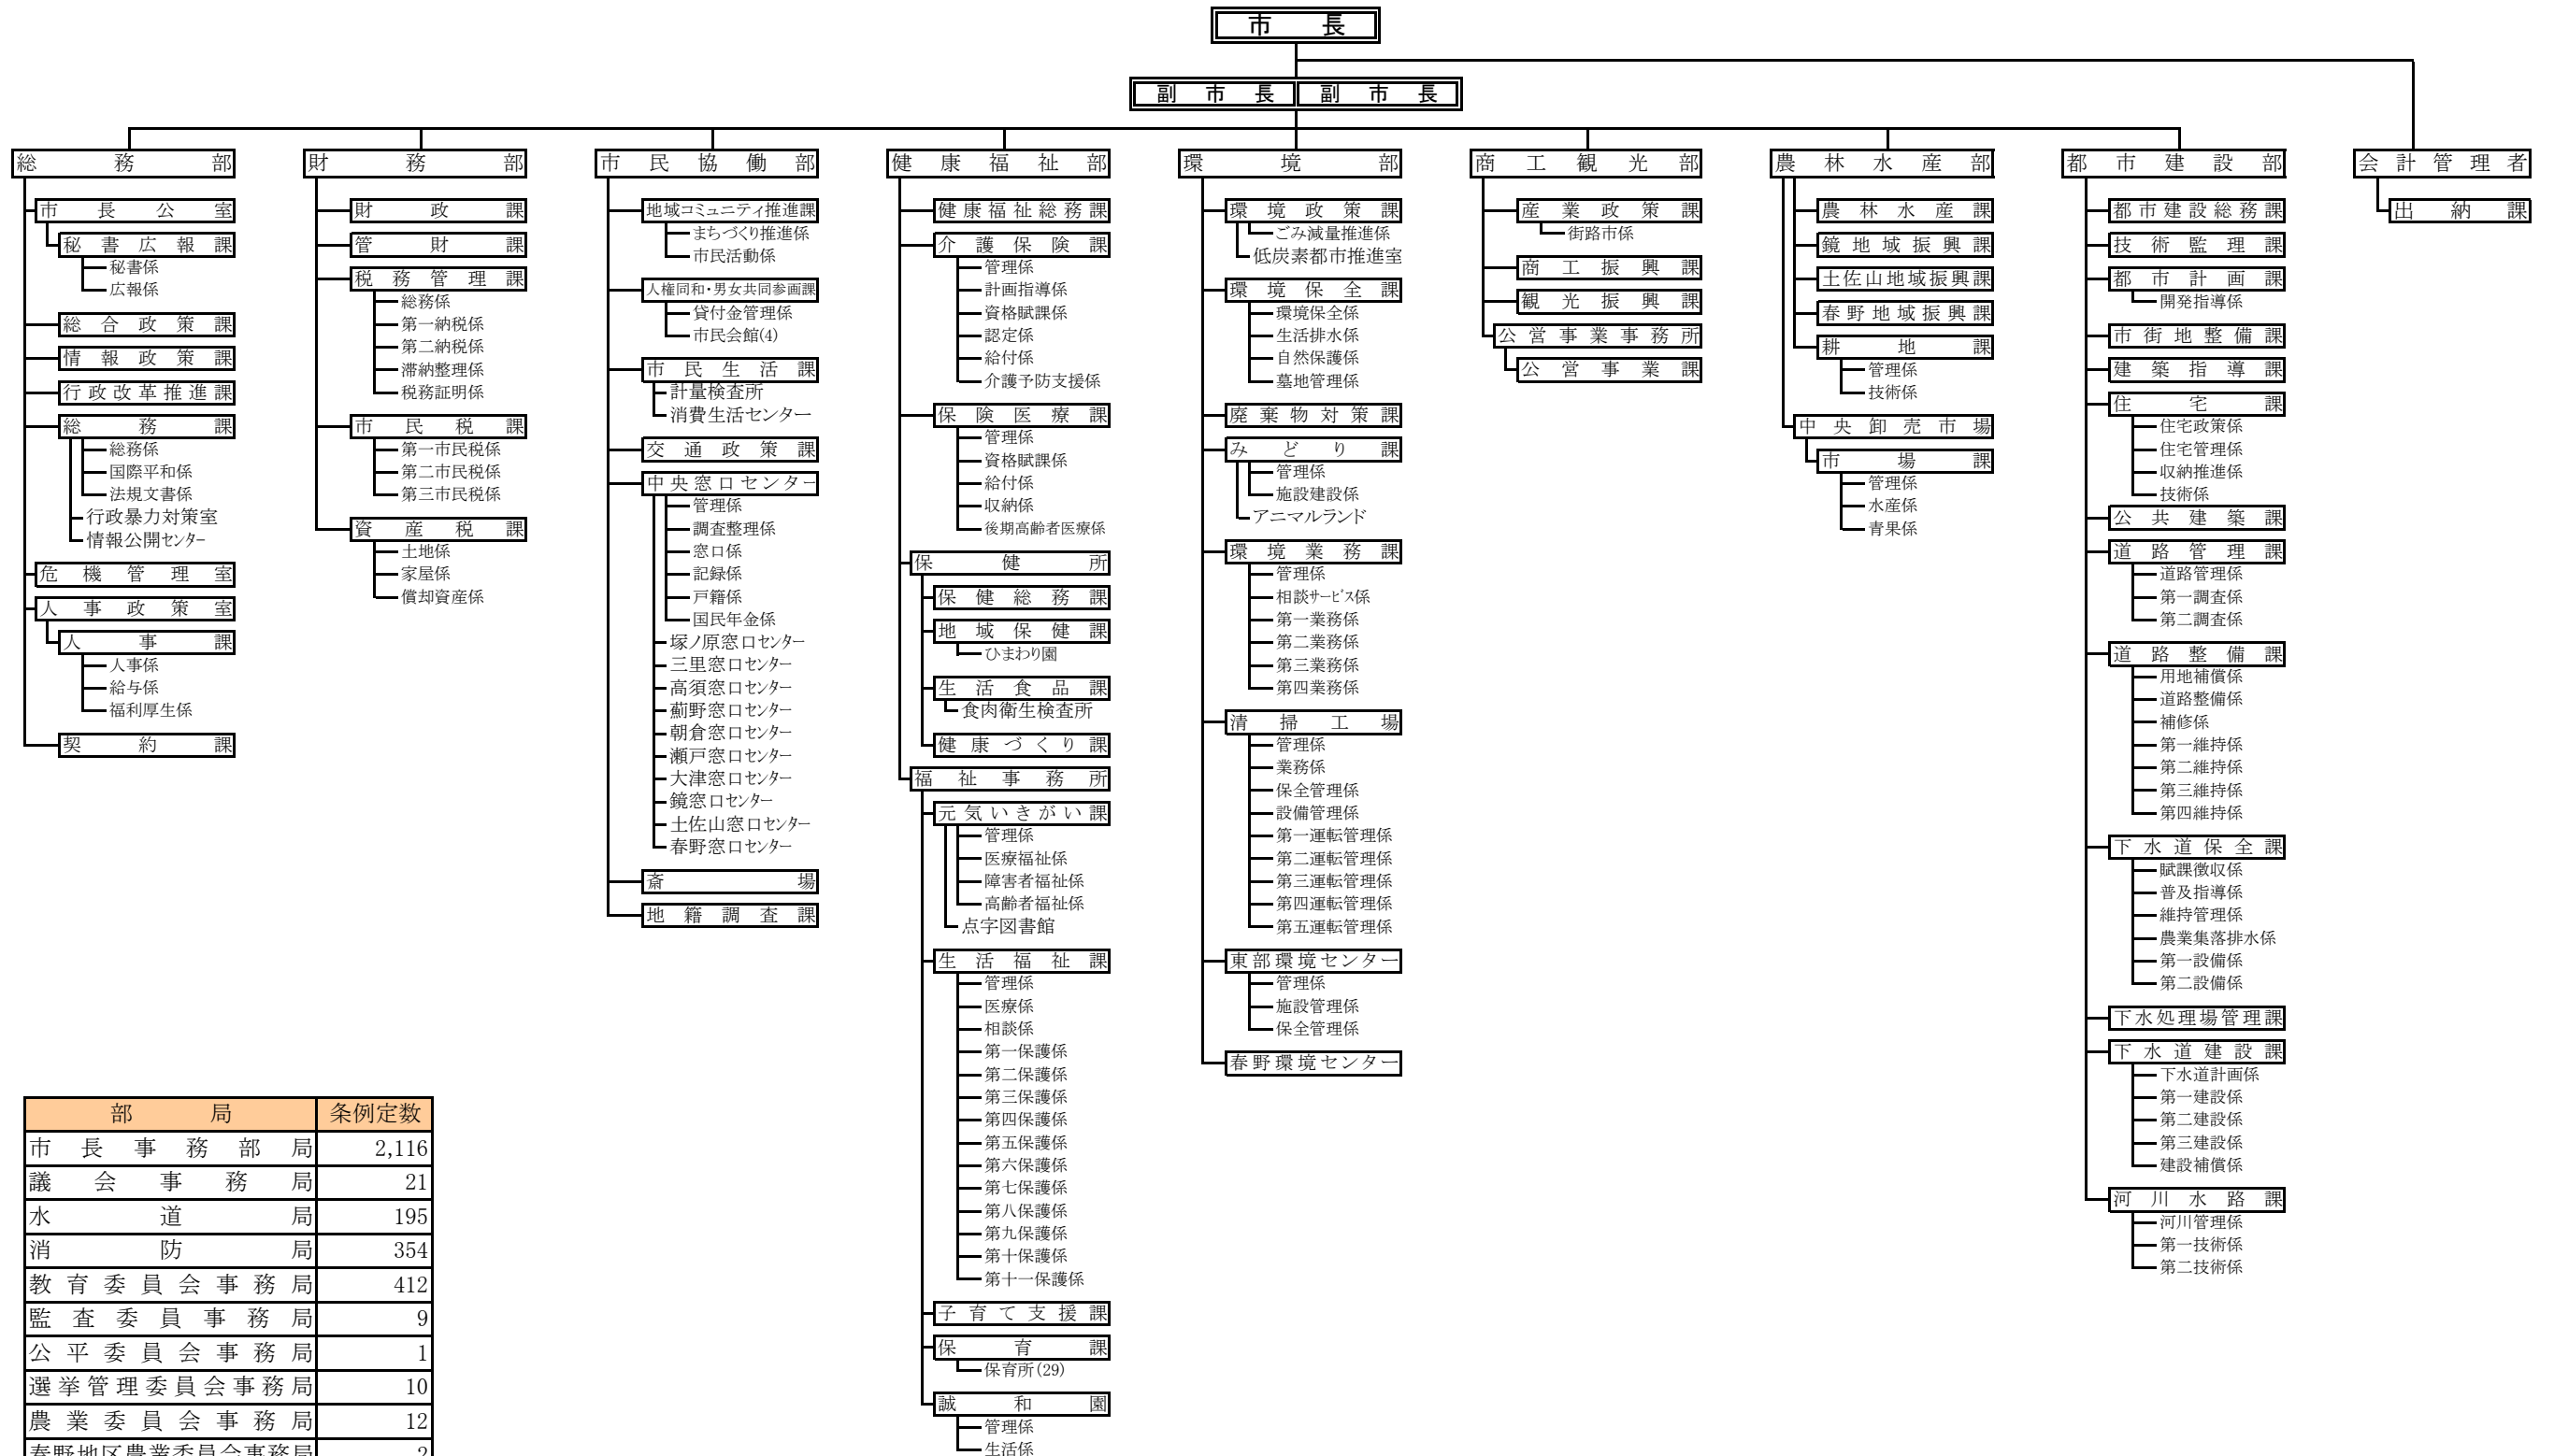 市長
副市長 副市長
総務部
市長公室
秘書広報課
秘書係
広報係
総合政策課
情報政策課
行政改革推進課
総務課
総務係
国際平和係
法規文書係
行政暴力対策室
情報公開ｾﾝﾀｰ
危機管理室
人事政策室
人事課
人事係
給与係
福利厚生係
契約課
財務部
財政課
管財課
税務管理課
総務係
第一納税係
第二納税係
滞納整理係
税務証明係
市民税課
第一市民税係
第二市民税係
第三市民税係
資産税課
土地係
家屋係
償却資産係
市民協働部
地域コミュニティ推進課
まちづくり推進係
市民活動係
人権同和・男女共同参画課
貸付金管理係
市民会館(4)
市民生活課
計量検査所
消費生活センター
交通政策課
中央窓口センター
管理係
調査整理係
窓口係
記録係
戸籍係
国民年金係
塚ノ原窓口ｾﾝﾀｰ
三里窓口ｾﾝﾀｰ
高須窓口ｾﾝﾀｰ
薊野窓口ｾﾝﾀｰ
朝倉窓口ｾﾝﾀｰ
瀬戸窓口ｾﾝﾀｰ
大津窓口ｾﾝﾀｰ
鏡窓口ｾﾝﾀｰ
土佐山窓口ｾﾝﾀｰ
春野窓口ｾﾝﾀｰ
斎場
地籍調査課
健康福祉部
健康福祉総務課
介護保険課
管理係
計画指導係
資格賦課係
認定係
給付係
介護予防支援係
保険医療課
管理係
資格賦課係
給付係
収納係
後期高齢者医療係
保健所
保健総務課
地域保健課
ひまわり園
生活食品課
食肉衛生検査所
健康づくり課
福祉事務所
元気いきがい課
管理係
医療福祉係
障害者福祉係
高齢者福祉係
点字図書館
生活福祉課
管理係
医療係
相談係
第一保護係
第二保護係
第三保護係
第四保護係
第五保護係
第六保護係
第七保護係
第八保護係
第九保護係
第十保護係
第十一保護係
子育て支援課
保育課
保育所(29)
誠和園
管理係
生活係
環境部
環境政策課
ごみ減量推進係
低炭素都市推進室
環境保全課
環境保全係
生活排水係
自然保護係
墓地管理係
廃棄物対策課
みどり課
管理係
施設建設係
アニマルランド
環境業務課
管理係
相談ｻｰﾋﾞｽ係
第一業務係
第二業務係
第三業務係
第四業務係
清掃工場
管理係
業務係
保全管理係
設備管理係
第一運転管理係
第二運転管理係
第三運転管理係
第四運転管理係
第五運転管理係
東部環境センター
管理係
施設管理係
保全管理係
春野環境センター
商工観光部
産業政策課
街路市係
商工振興課
観光振興課
公営事業事務所
公営事業課
農林水産部
農林水産課
鏡地域振興課
土佐山地域振興課
春野地域振興課
耕地課
管理係
技術係
中央卸売市場
市場課
管理係
水産係
青果係
都市建設部
都市建設総務課
技術監理課
都市計画課
開発指導係
市街地整備課
建築指導課
住宅課
住宅政策係
住宅管理係
収納推進係
技術係
公共建築課
道路管理課
道路管理係
第一調査係
第二調査係
道路整備課
用地補償係
道路整備係
補修係
第一維持係
第二維持係
第三維持係
第四維持係
下水道保全課
賦課徴収係
普及指導係
維持管理係
農業集落排水係
第一設備係
第二設備係
下水処理場管理課
下水道建設課
下水道計画係
第一建設係
第二建設係
第三建設係
建設補償係
河川水路課
河川管理係
第一技術係
第二技術係
会計管理者
出納課
部局 条例定数
市長事務部局 2,116
議会事務局 21
水道局 195
消防局 354
教育委員会事務局 412
監査委員事務局 9
公平委員会事務局 1
選挙管理委員会事務局 10
農業委員会事務局 12
春野地区農業委員会事務局 2